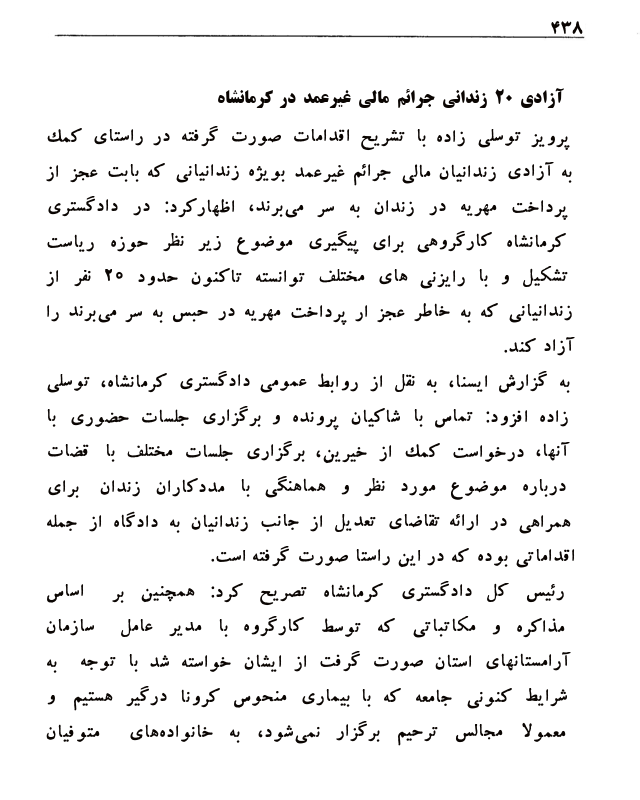 ۴۳۸
آزادی ۲۰ زندانی جرائم مالی غیرعمد در کرمانشاه
پرویز توسلی زاده با تشریح اقدامات صورت گرفته در راستای کمک
به آزادی زندانیان مالی جرائم غیرعمد بویژه زندانیانی که بابت عجز از
پرداخت مهریه در زندان به سر می‌برند، اظهارکرد: در دادگستری
کرمانشاه کارگروهی برای پیگیری موضوع زیر نظر حوزه ریاست
تشکیل و با رایزنی های مختلف توانسته تاکنون حدود ۲۰ نفر از
زندانیانی که به خاطر عجز ار پرداخت مهریه در حبس به سر می‌برند را
آزاد کند.
به گزارش ایسنا، به نقل از روابط عمومی دادگستری کرمانشاه، توسلی
زاده افزود: تماس با شاکیان پرونده و برگزاری جلسات حضوری با
آنها، درخواست کمک از خیرین، برگزاری جلسات مختلف با قضات
درباره موضوع مورد نظر و هماهنگی با مددکاران زندان برای
همراهی در ارائه تقاضای تعدیل از جانب زندانیان به دادگاه از جمله
اقداماتی بوده که در این راستا صورت گرفته است.
رئیس کل دادگستری کرمانشاه تصریح کرد: همچنین بر اساس
مذاکره و مکاتباتی که توسط کارگروه با مدیر عامل سازمان
آرامستانهای استان صورت گرفت از ایشان خواسته شد با توجه به
شرایط کنونی جامعه که با بیماری منحوس کرونا درگیر هستیم و
معمولا مجالس ترحیم برگزار نمی‌شود، به خانواده‌های متوفیان